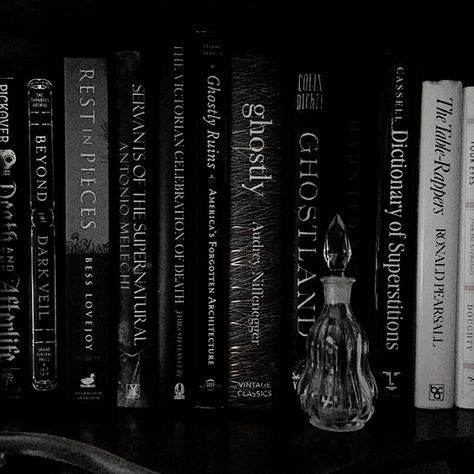 PICKOVER
Death AND Afterlife
BEYOND THE DARK VEIL
REST IN PIECES
BESS LOVEJOY
SERVANTS OF THE SUPERNATURAL
ANTONIO MELECHI
THE VICTORIAN CELEBRATION OF DEATH
Ghostly Ruins
AMERICA'S FORGOTTEN ARCHITECTURE
ghostly
Audrey Niffenegger
VINTAGE
CLASSICS
COLIN
DICKEY
GHOSTLAND
CASSELL
Dictionary of Superstitions
The Table-Rappers
RONALD PEARSALL
DOUGHTY